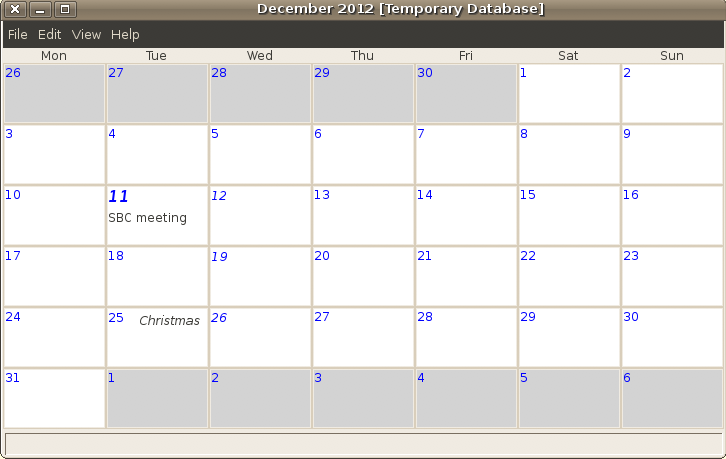 December 2012 [Temporary Database]
File Edit View Help
Mon Tue Wed Thu Fri Sat Sun
26 27 28 29 30 1 2
3 4 5 6 7 8 9
10 11 12 13 14 15 16
SBC meeting
17 18 19 20 21 22 23
24 25 Christmas 26 27 28 29 30
31 1 2 3 4 5 6